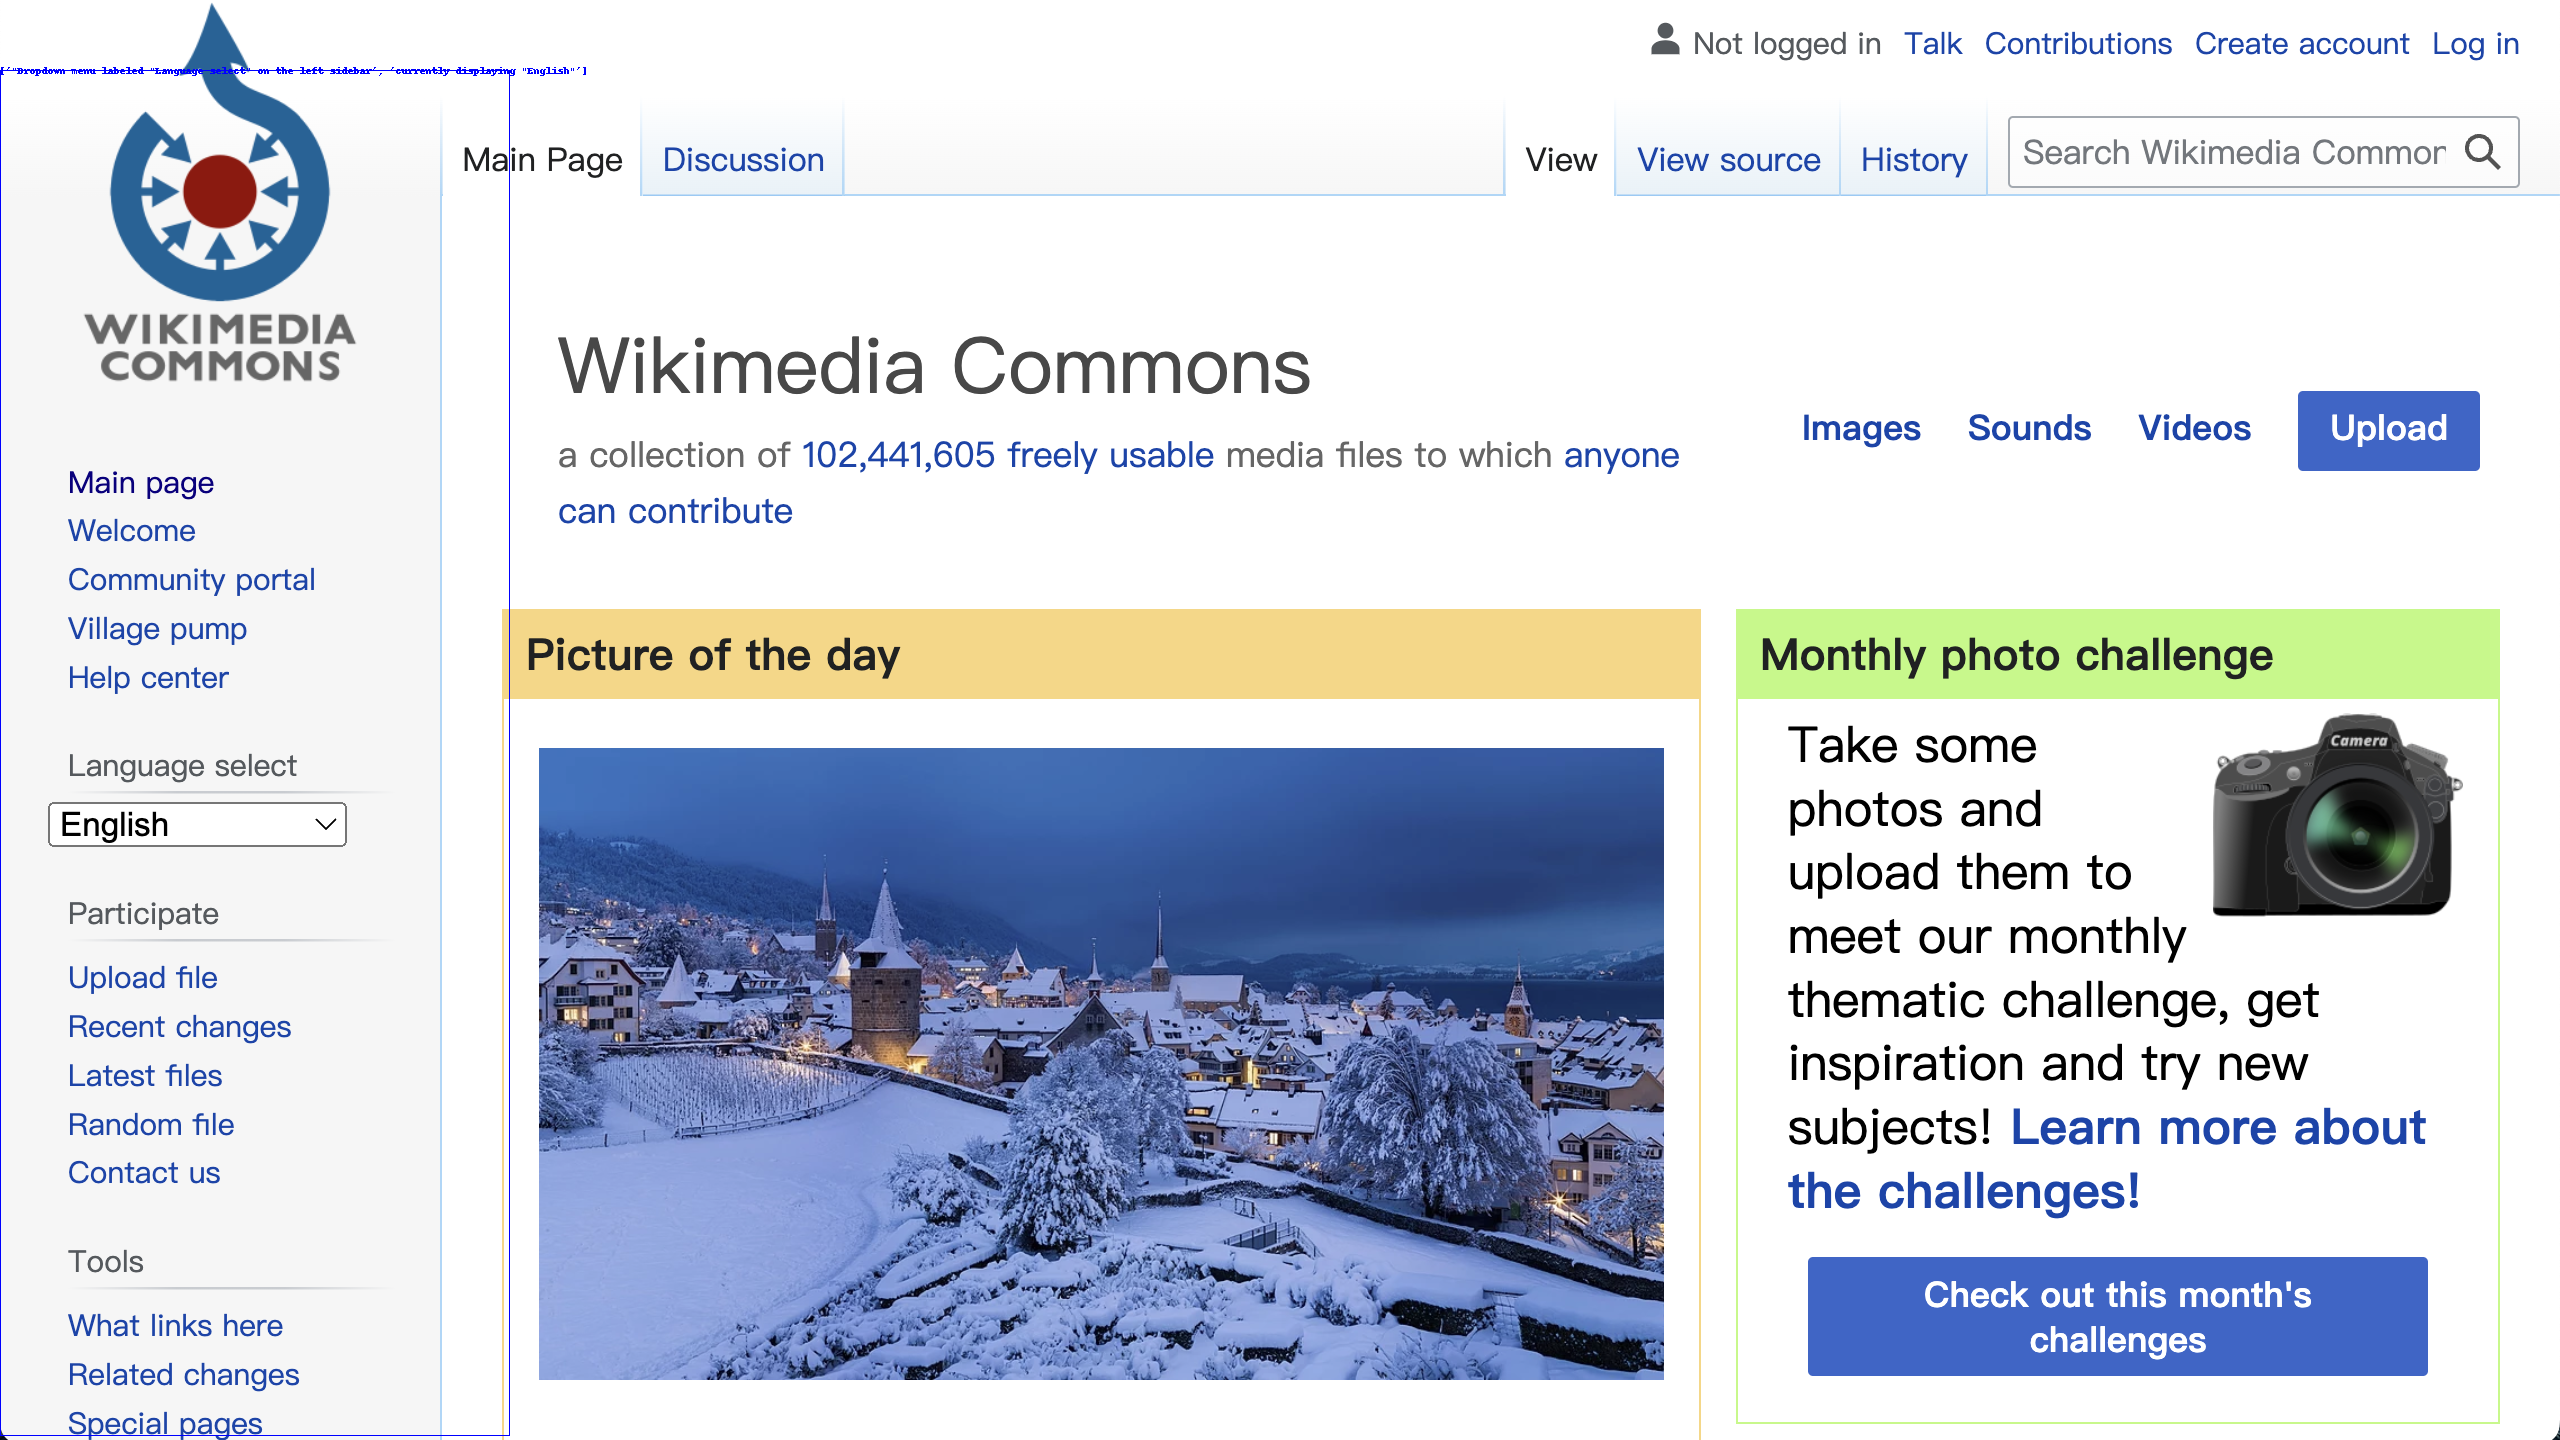 Not logged in Talk Contributions Create account Log in
["Dropdown menu labeled "Language select" on the left sidebar', 'currently displaying "English"']
Main Page Discussion View View source History Search Wikimedia Common
WIKIMEDIA
COMMONS
Main page
Welcome
Community portal
Village pump
Help center
Language select
English
Participate
Upload file
Recent changes
Latest files
Random file
Contact us
Tools
What links here
Related changes
Special pages
Wikimedia Commons
a collection of 102,441,605 freely usable media files to which anyone
can contribute
Images Sounds Videos Upload
Picture of the day
Monthly photo challenge
Camera
Take some
photos and
upload them to
meet our monthly
thematic challenge, get
inspiration and try new
subjects! Learn more about
the challenges!
Check out this month's
challenges